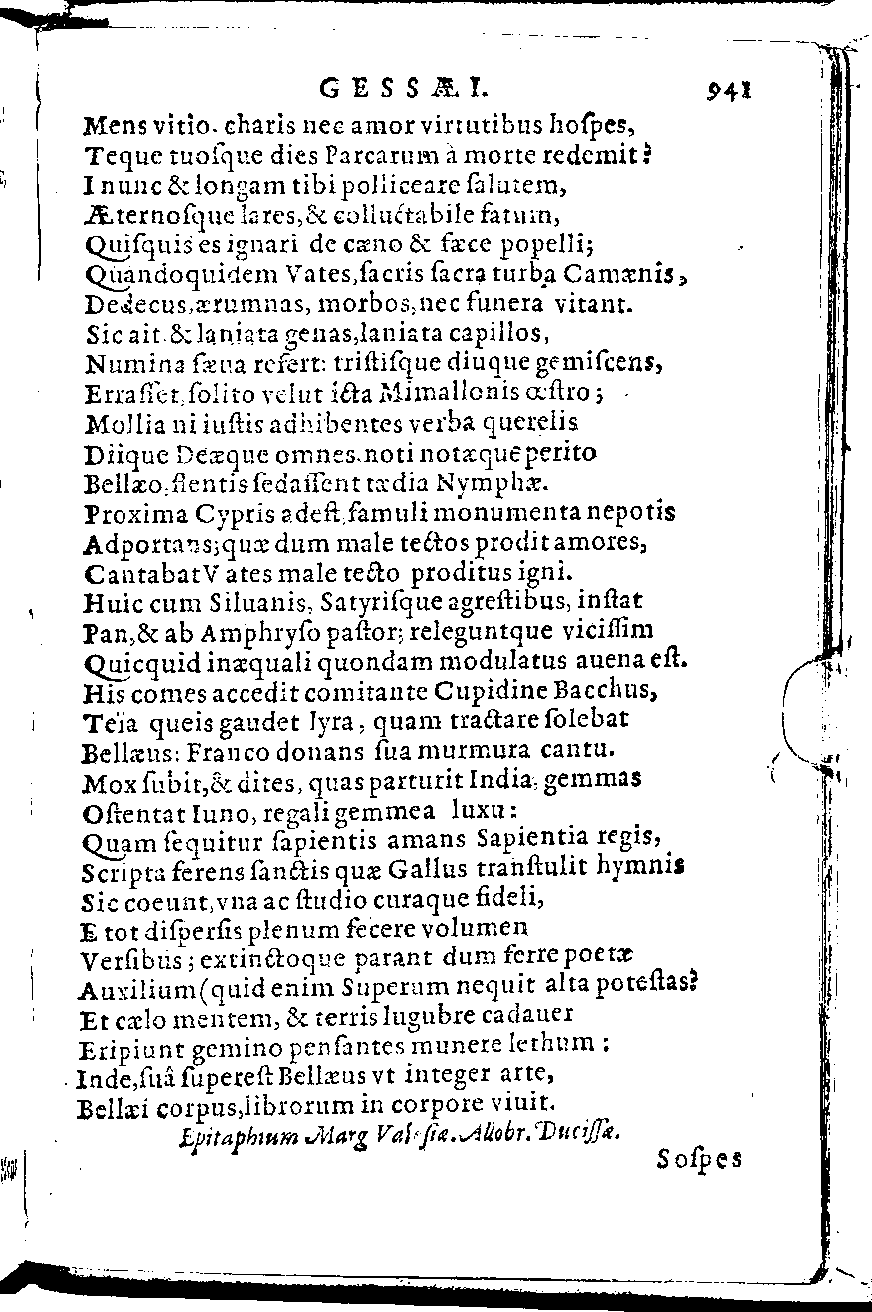 GESSÆI. 941
Mens vitio. charis nec amor virtutibus hoſpes,
Teque tuoſque dies Parcarum à morte redemit?
I nunc & longam tibi polliceare ſalutem,
Æternoſque lares, & colluctabile fatum,
Quiſquis es ignari de cæno & fæce popelli;
Quandoquidem Vates, ſacris ſacra turba Camænis,
Dedecus, ærumnas, morbos, nec funera vitant.
Sic ait. & laniata genas, laniata capillos,
Numina ſæua refert: triſtiſque diuque gemiſcens,
Erraſſet, ſolito velut icta Mimallonis œſtro;
Mollia ni iuſtis adhibentes verba querelis
Diique Deæque omnes. noti notæque perito
Bellæo, flentis ſedaſſent tædia Nymphæ.
Proxima Cypris adeſt, famuli monumenta nepotis
Adportans; quæ dum male tectos prodit amores,
Cantabat Vates male tecto proditus igni.
Huic cum Siluanis, Satyriſque agreſtibus, inſtat
Pan, & ab Amphryſo paſtor; releguntque viciſſim
Quicquid inæquali quondam modulatus auena eſt.
His comes accedit comitante Cupidine Bacchus,
Teïa queis gaudet lyra, quam tractare ſolebat
Bellæus: Franco donans ſua murmura cantu.
Mox ſubit, & dites, quas parturit India, gemmas
Oſtentat Iuno, regali gemmea luxu:
Quam ſequitur ſapientis amans Sapientia regis,
Scripta ferens ſanctis quæ Gallus tranſtulit hymnis
Sic coeunt, vna ac ſtudio curaque fideli,
E tot diſperſis plenum fecere volumen
Verſibus; extinctoque parant dum ferre poetæ
Auxilium (quid enim Superum nequit alta poteſtas?
Et cælo mentem, & terris lugubre cadauer
Eripiunt gemino penſantes munere lethum:
Inde, ſuâ ſupereſt Bellæus vt integer arte,
Bellæi corpus, librorum in corpore viuit.
Epitaphium Marg Valeſiæ. Allobr. Duciſſæ.
Soſpes